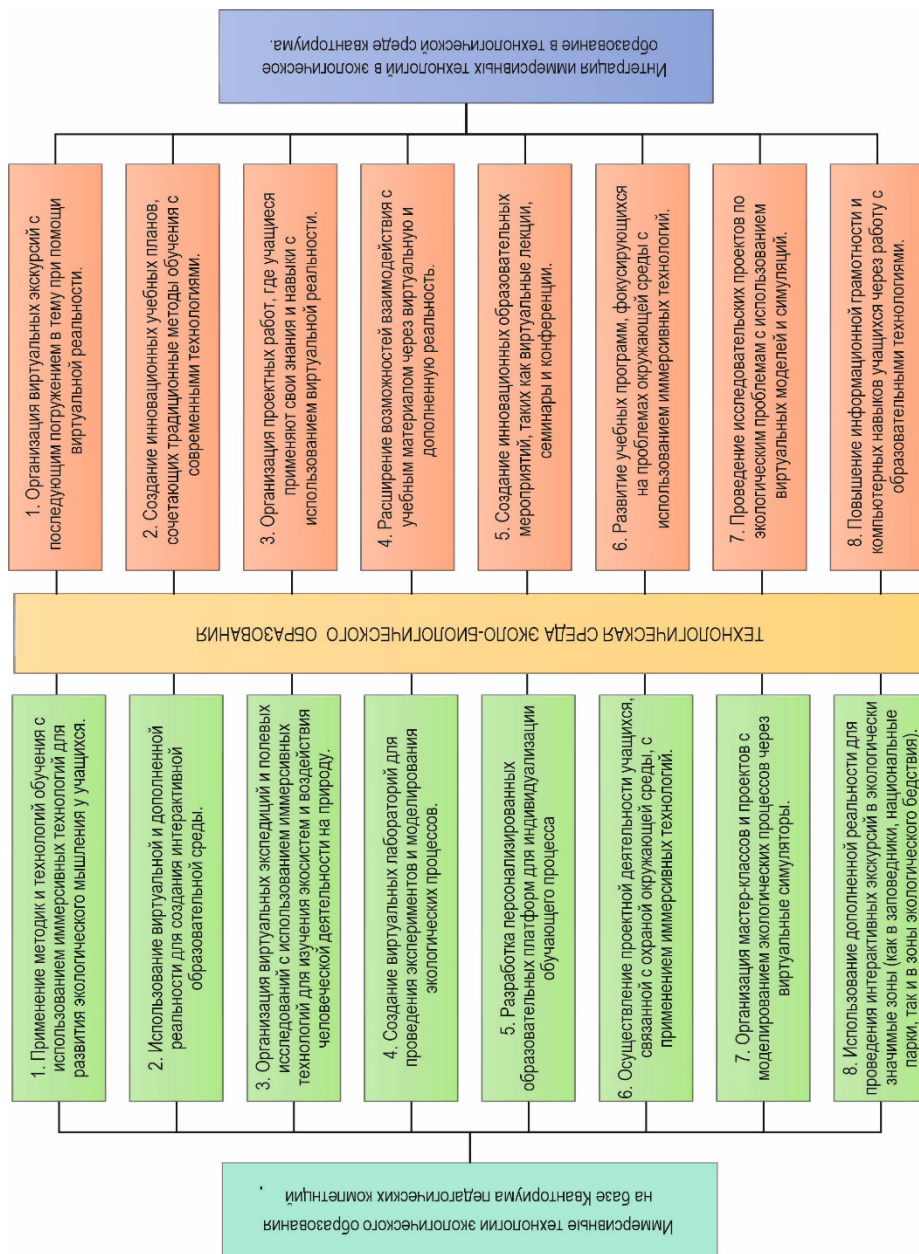 Иммерсивные технологии экологического образования
на базе Кванториума педагогических компетнций
1. Применение методик и технологий обучения с
использованием иммерсивных технологий для
развития экологического мышления у учащихся.
2. Использование виртуальной и дополненной
реальности для создания интерактивной
образовательной среды.
3. Организация виртуальных экспедиций и полевых
исследований с использованием иммерсивных
технологий для изучения экосистем и воздействия
человеческой деятельности на природу.
4. Создание виртуальных лабораторий для
проведения экспериментов и моделирования
экологических процессов.
5. Разработка персонализированных
образовательных платформ для индивидуализации
обучающего процесса
6. Осуществление проектной деятельности учащихся,
связанной с охраной окружающей среды, с
применением иммерсивных технологий.
7. Организация мастер-классов и проектов с
моделированием экологических процессов через
виртуальные симуляторы.
8. Использование дополненной реальности для
проведения интерактивных экскурсий в экологически
значимые зоны (как в заповедники, национальные
парки, так и в зоны экологического бедствия).
ТЕХНОЛОГИЧЕСКАЯ СРЕДА ЭКОЛО-БИОЛОГИЧЕСКОГО ОБРАЗОВАНИЯ
1. Организация виртуальных экскурсий с
последующим погружением в тему при помощи
виртуальной реальности.
2. Создание инновационных учебных планов,
сочетающих традиционные методы обучения с
современными технологиями.
3. Организация проектных работ, где учащиеся
применяют свои знания и навыки с
использованием виртуальной реальности.
4. Расширение возможностей взаимодействия с
учебным материалом через виртуальную и
дополненную реальность.
5. Создание инновационных образовательных
мероприятий, таких как виртуальные лекции,
семинары и конференции.
6. Развитие учебных программ, фокусирующихся
на проблемах окружающей среды с
использованием иммерсивных технологий.
7. Проведение исследовательских проектов по
экологическим проблемам с использованием
виртуальных моделей и симуляций.
8. Повышение информационной грамотности и
компьютерных навыков учащихся через работу с
образовательными технологиями.
Интеграция иммерсивных технологий в экологическое
образование в технологической среде кванториума.